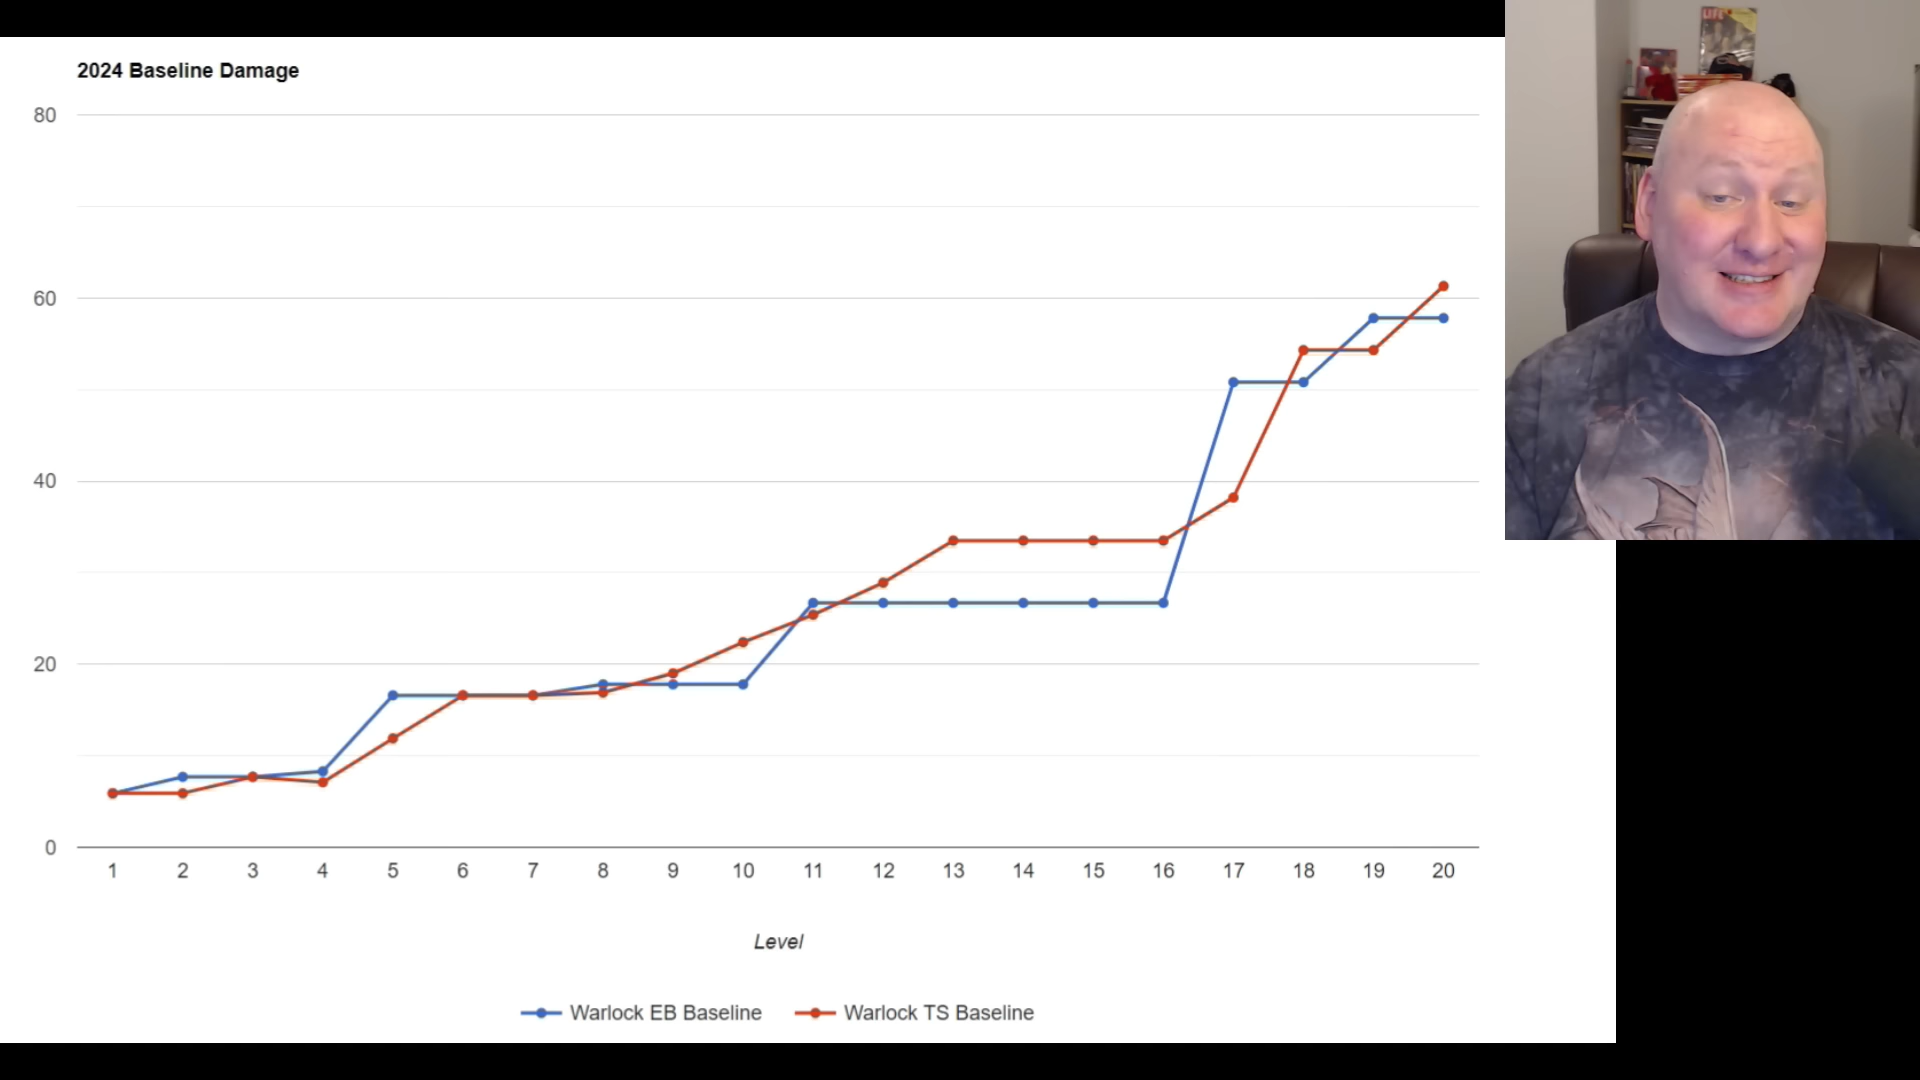 2024 Baseline Damage
80
60
40
20
0
1 2 3 4 5 6 7 8 9 10 11 12 13 14 15 16 17 18 19 20
Level
Warlock EB Baseline Warlock TS Baseline
LIFE